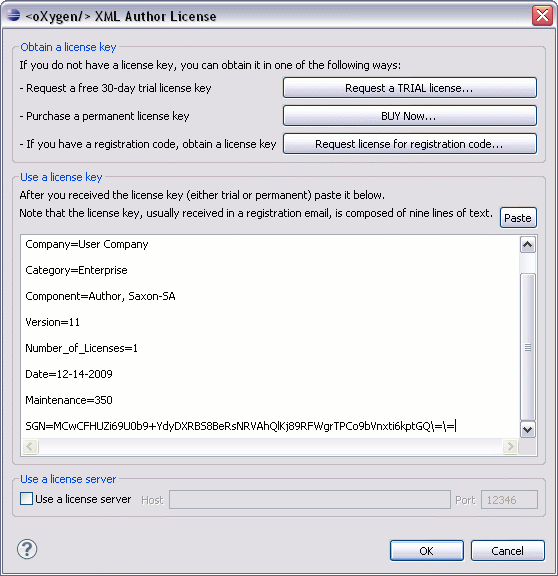 <oXygen/> XML Author License
Obtain a license key
If you do not have a license key, you can obtain it in one of the following ways:
- Request a free 30-day trial license key
Request a TRIAL license...
- Purchase a permanent license key
BUY Now...
- If you have a registration code, obtain a license key
Request license for registration code...
Use a license key
After you received the license key (either trial or permanent) paste it below.
Note that the license key, usually received in a registration email, is composed of nine lines of text.
Paste
Company=User Company
Category=Enterprise
Component=Author, Saxon-SA
Version=11
Number_of_Licenses=1
Date=12-14-2009
Maintenance=350
SGN=MCwCFHUZi69U0b9+YdyDXRBS8BeRsNRVAhQlKj89RFWgrTPCo9bVnxti6kptGQ\=\=
Use a license server
Use a license server
Host
Port
12346
?
OK
Cancel